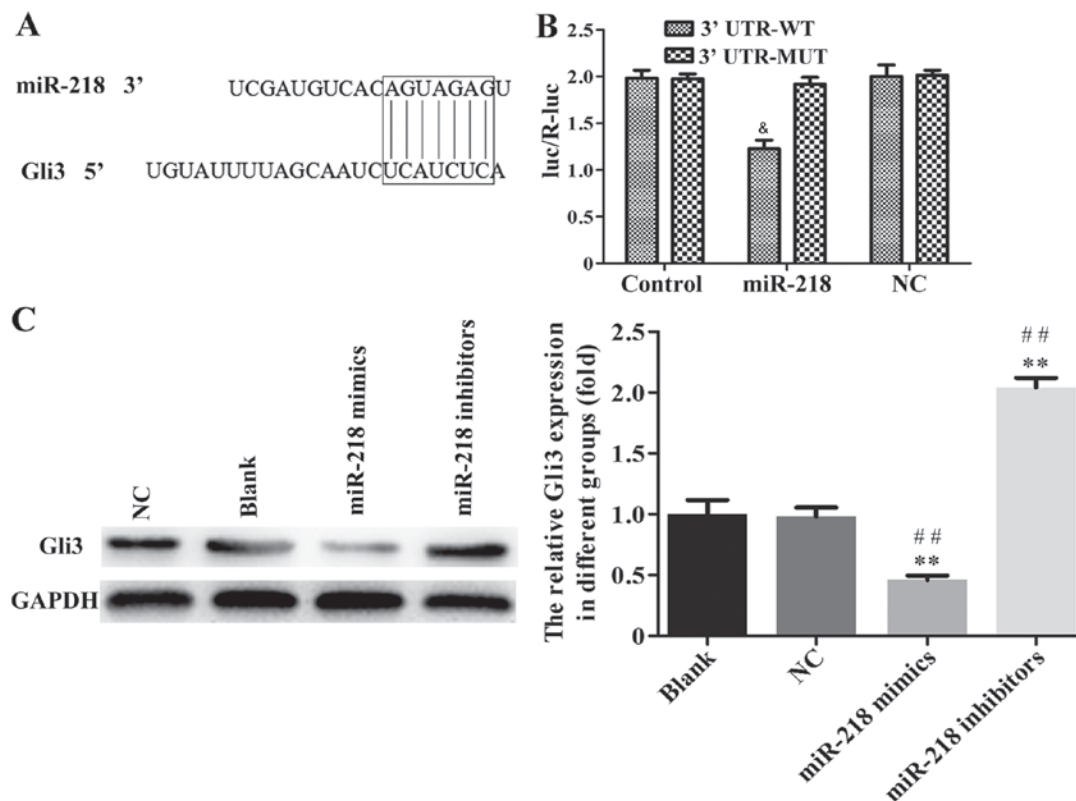 A
miR-218 3’ UCGAUGUCACAGUAGAGU
Gli3 5’ UGUAUUUUAGCAAUCUCAUCUCA
B
3’ UTR-WT
3’ UTR-MUT
2.5
2.0
1.5
1.0
0.5
0
luc/R-luc
&
Control miR-218 NC
C
NC Blank miR-218 mimics miR-218 inhibitors
Gli3
GAPDH
The relative Gli3 expression
in different groups (fold)
2.5
2.0
1.5
1.0
0.5
0
##
**
##
**
Blank NC miR-218 mimics miR-218 inhibitors